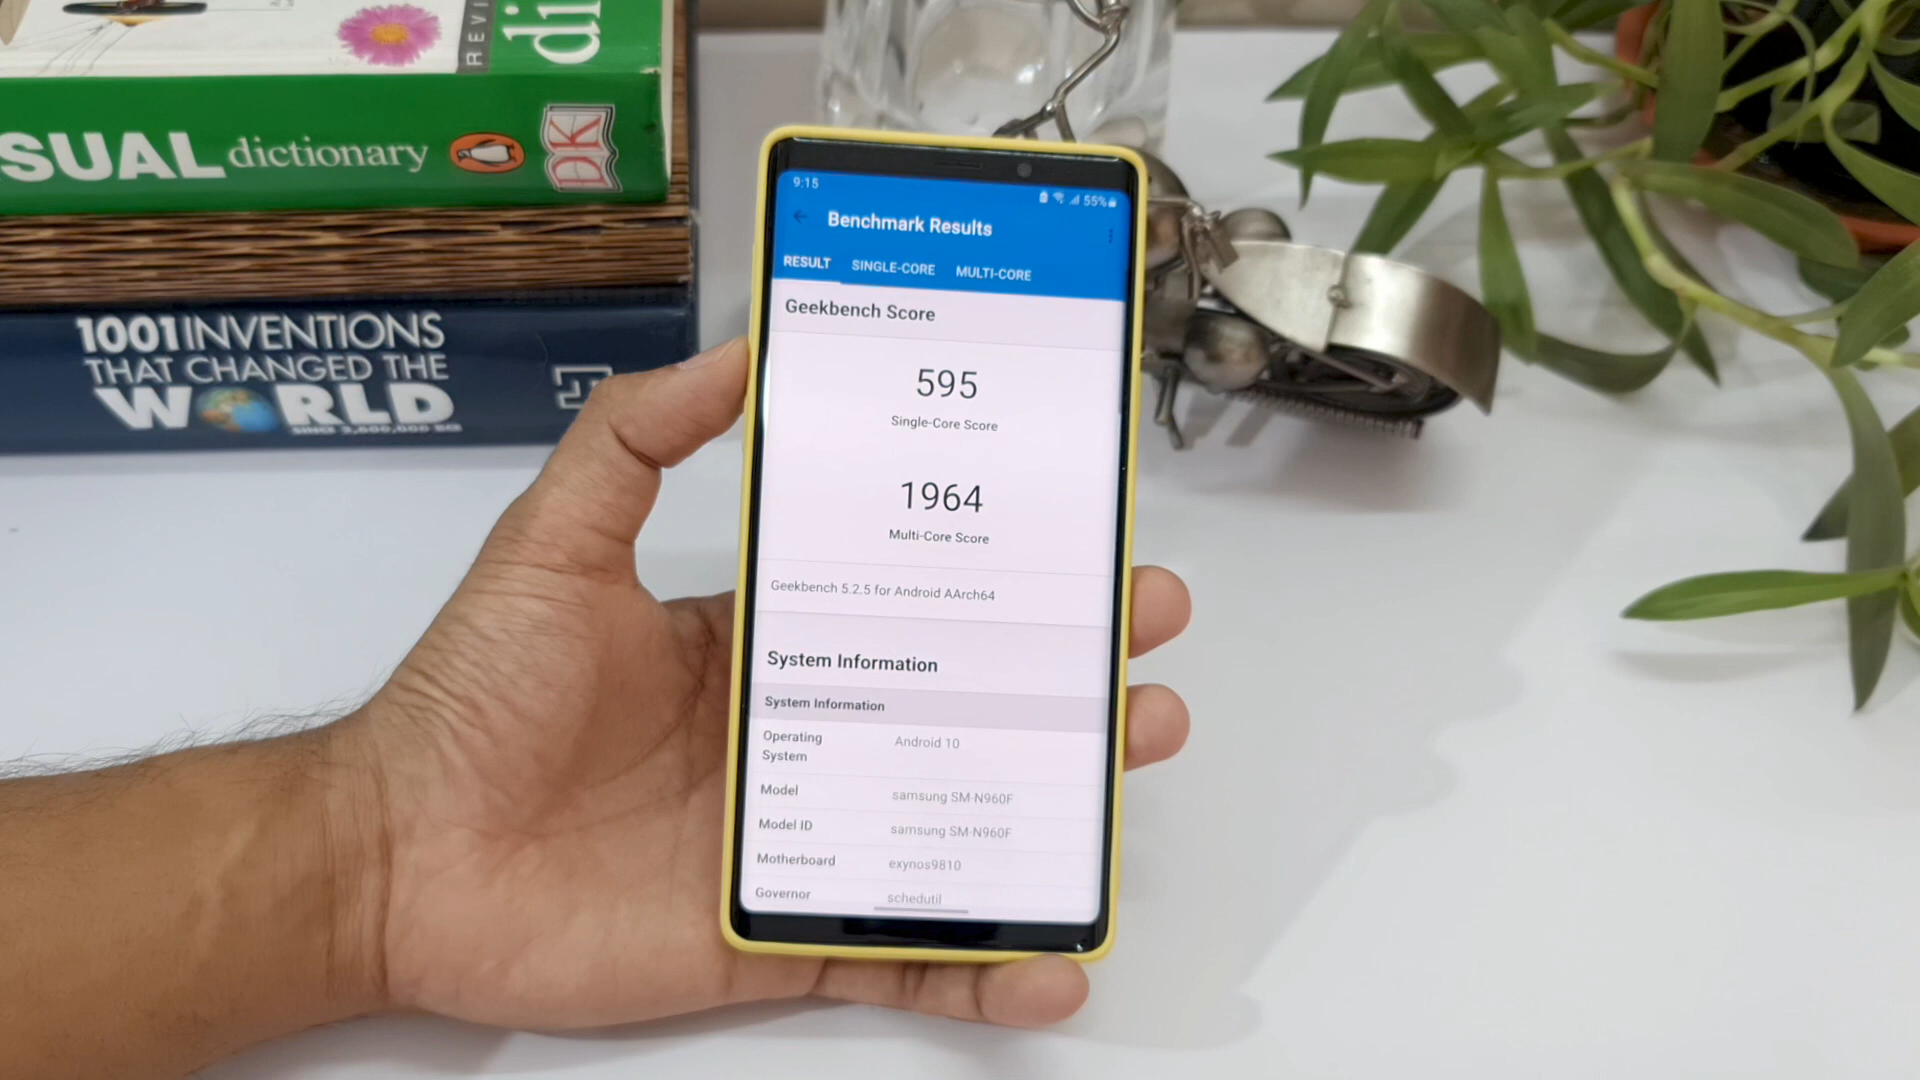 REVI
di
SUAL dictionary
DK
1001 INVENTIONS
THAT CHANGED THE
WORLD
9:15
55%
Benchmark Results
RESULT SINGLE-CORE MULTI-CORE
Geekbench Score
595
Single-Core Score
1964
Multi-Core Score
Geekbench 5.2.5 for Android AArch64
System Information
System Information
Operating System Android 10
Model samsung SM-N960F
Model ID samsung SM-N960F
Motherboard exynos9810
Governor schedutil